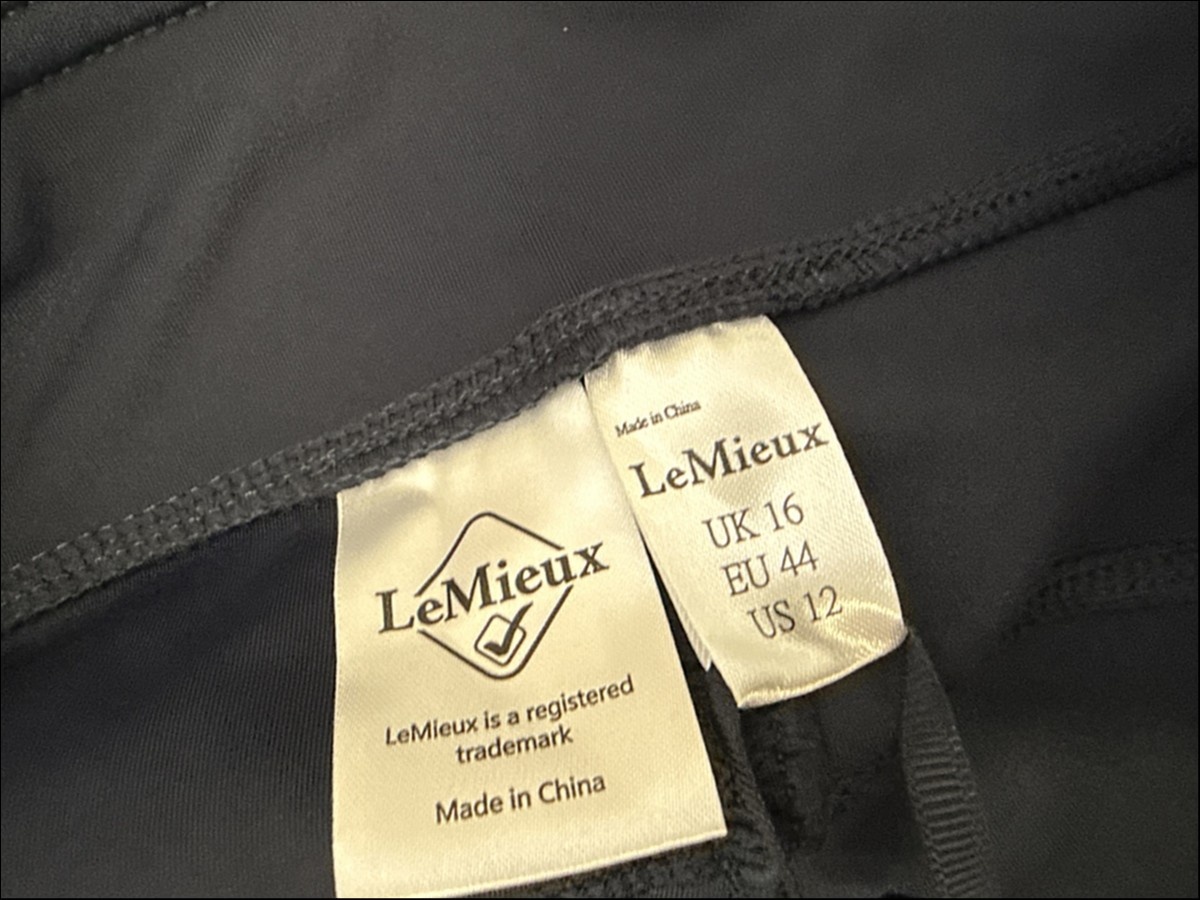 LeMieux
LeMieux is a registered
trademark
Made in China
Made in China
LeMieux
UK 16
EU 44
US 12